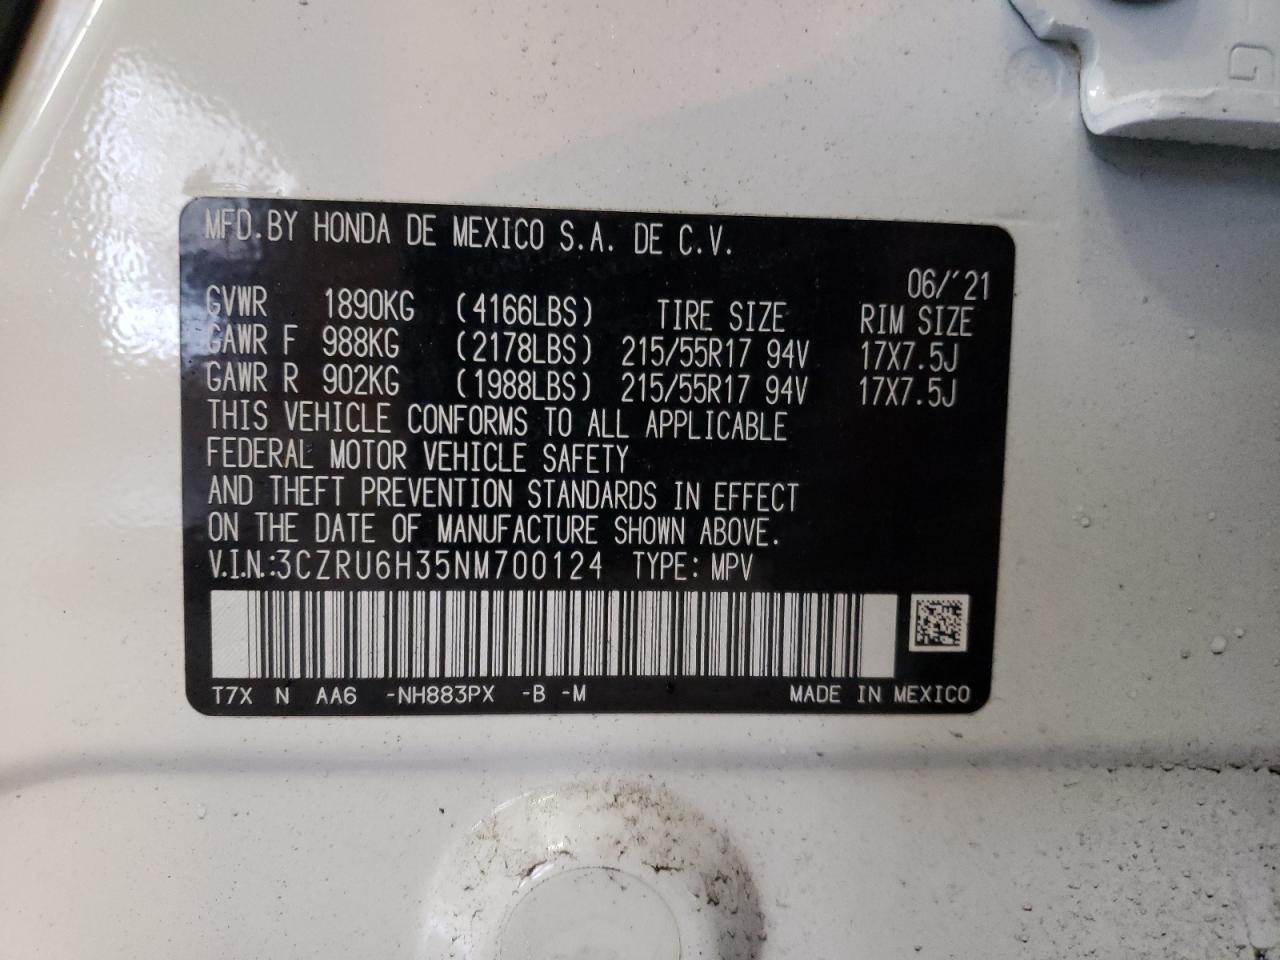 MFD.BY HONDA DE MEXICO S.A. DE C.V.
06/'21
GVWR 1890KG (4166LBS) TIRE SIZE RIM SIZE
GAWR F 988KG (2178LBS) 215/55R17 94V 17X7.5J
GAWR R 902KG (1988LBS) 215/55R17 94V 17X7.5J
THIS VEHICLE CONFORMS TO ALL APPLICABLE
FEDERAL MOTOR VEHICLE SAFETY
AND THEFT PREVENTION STANDARDS IN EFFECT
ON THE DATE OF MANUFACTURE SHOWN ABOVE.
V.I.N.:3CZRU6H35NM700124 TYPE: MPV
T7X N AA6 -NH883PX -B -M MADE IN MEXICO